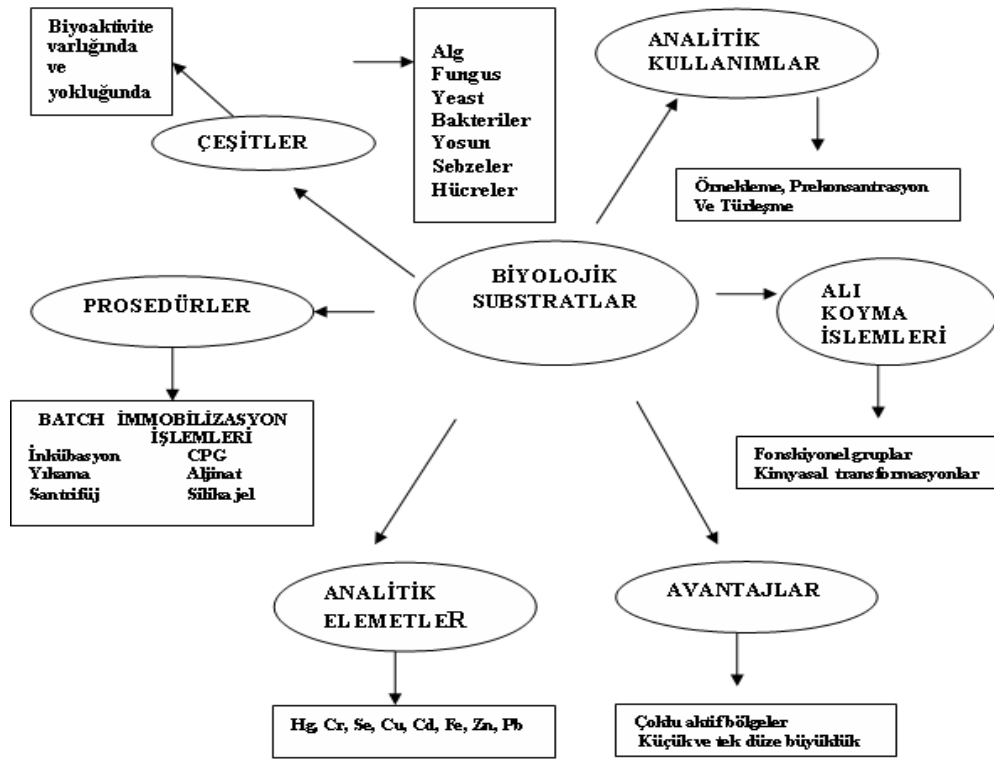 Biyoaktivite
varlığında
ve
yokluğunda
ÇEŞİTLER
Alg
Fungus
Yeast
Bakteriler
Yosun
Sebzeler
Hücreler
ANALİTİK
KULLANIMLAR
Örnekleme, Prekonsantrasyon
Ve Türleşme
BİYOLOJİK
SUBSTRATLAR
PROSEDÜRLER
BATCH İMMOBİLİZASYON
İŞLEMLERİ
İnkübasyon CPG
Yıkama Aljinat
Santrifüj Silika jel
ALI
KOYMA
İSLEMLERİ
Fonskiyonel gruplar
Kimyasal transformasyonlar
ANALİTİK
ELEMETLER
Hg, Cr, Se, Cu, Cd, Fe, Zn, Pb
AVANTAJLAR
Çoklu aktif bölgeler
Küçük ve tek düze büyüklük